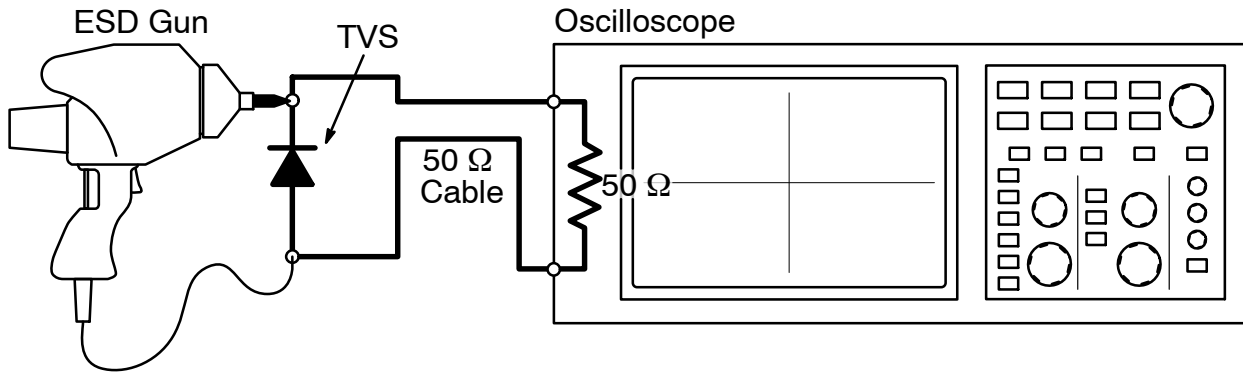 ESD Gun
TVS
Oscilloscope
50 Ω
Cable
50 Ω